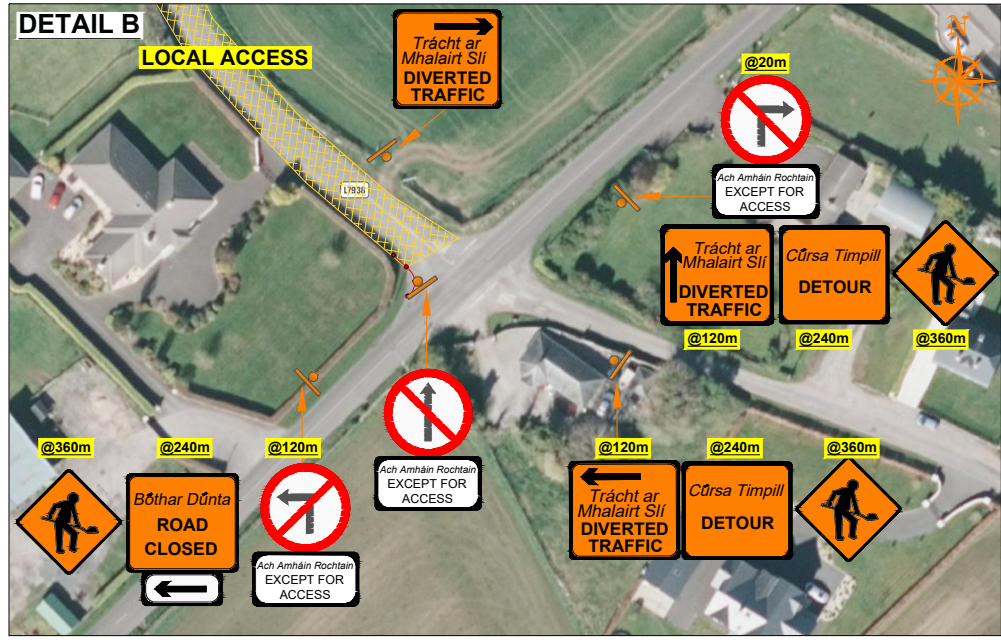 DETAIL B
LOCAL ACCESS
Trácht ar
Mhalairt Slí
DIVERTED
TRAFFIC
N
@20m
Ach Amháin Rochtain
EXCEPT FOR
ACCESS
L7938
Trácht ar
Mhalairt Slí
DIVERTED
TRAFFIC
@120m
Cúrsa Timpill
DETOUR
@240m
@360m
Ach Amháin Rochtain
EXCEPT FOR
ACCESS
@360m
@240m
Bóthar Dúnta
ROAD
CLOSED
@120m
Ach Amháin Rochtain
EXCEPT FOR
ACCESS
@120m
Trácht ar
Mhalairt Slí
DIVERTED
TRAFFIC
@240m
Cúrsa Timpill
DETOUR
@360m